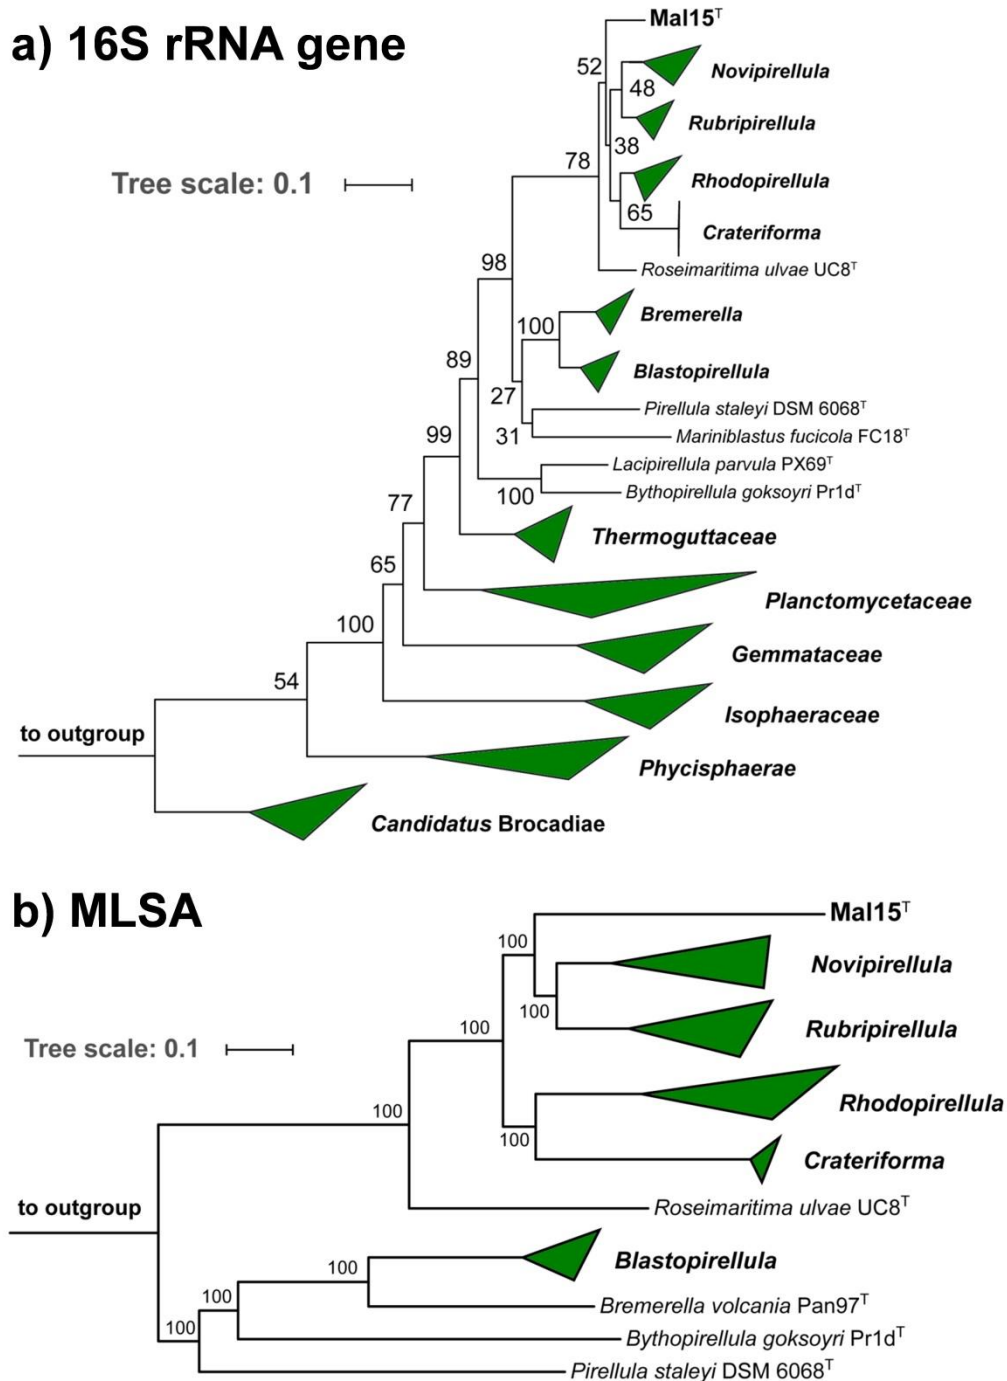 a) 16S rRNA gene
Mal15ᵀ
52
Novipirellula
48
Rubripirellula
38
78
Tree scale: 0.1
Rhodopirellula
65
Crateriforma
98
Roseimaritima ulvae UC8ᵀ
Bremerella
100
89
Blastopirellula
27
Pirellula staleyi DSM 6068ᵀ
99
31
Mariniblastus fucicola FC18ᵀ
Lacipirellula parvula PX69ᵀ
100
Bythopirellula goksoyri Pr1dᵀ
77
Thermoguttaceae
65
Planctomycetaceae
100
Gemmataceae
54
Isophaeraceae
to outgroup
Phycisphaerae
Candidatus Brocadiae
b) MLSA
Mal15ᵀ
100
Novipirellula
100
100
Rubripirellula
Tree scale: 0.1
Rhodopirellula
100
100
Crateriforma
to outgroup
Roseimaritima ulvae UC8ᵀ
Blastopirellula
100
100
Bremerella volcania Pan97ᵀ
100
Bythopirellula goksoyri Pr1dᵀ
Pirellula staleyi DSM 6068ᵀ